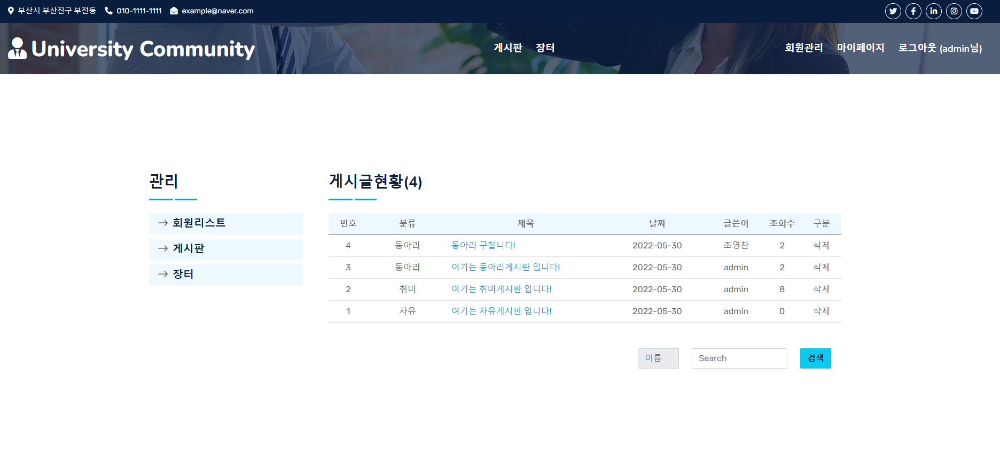 부산시 부산진구 부전동 010-1111-1111 example@naver.com
University Community 게시판 장터 회원관리 마이페이지 로그아웃 (admin님)
관리
회원리스트
게시판
장터
게시글현황(4)
번호 분류 제목 날짜 글쓴이 조회수 구분
4 동아리 동아리 구합니다! 2022-05-30 조영찬 2 삭제
3 동아리 여기는 동아리게시판 입니다! 2022-05-30 admin 2 삭제
2 취미 여기는 취미게시판 입니다! 2022-05-30 admin 8 삭제
1 자유 여기는 자유게시판 입니다! 2022-05-30 admin 0 삭제
이름 Search 검색